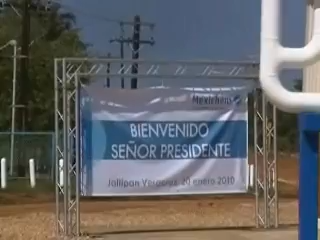 Mexichem
BIENVENIDO
SEÑOR PRESIDENTE
Jaltipan Veracruz, 20 enero 2010